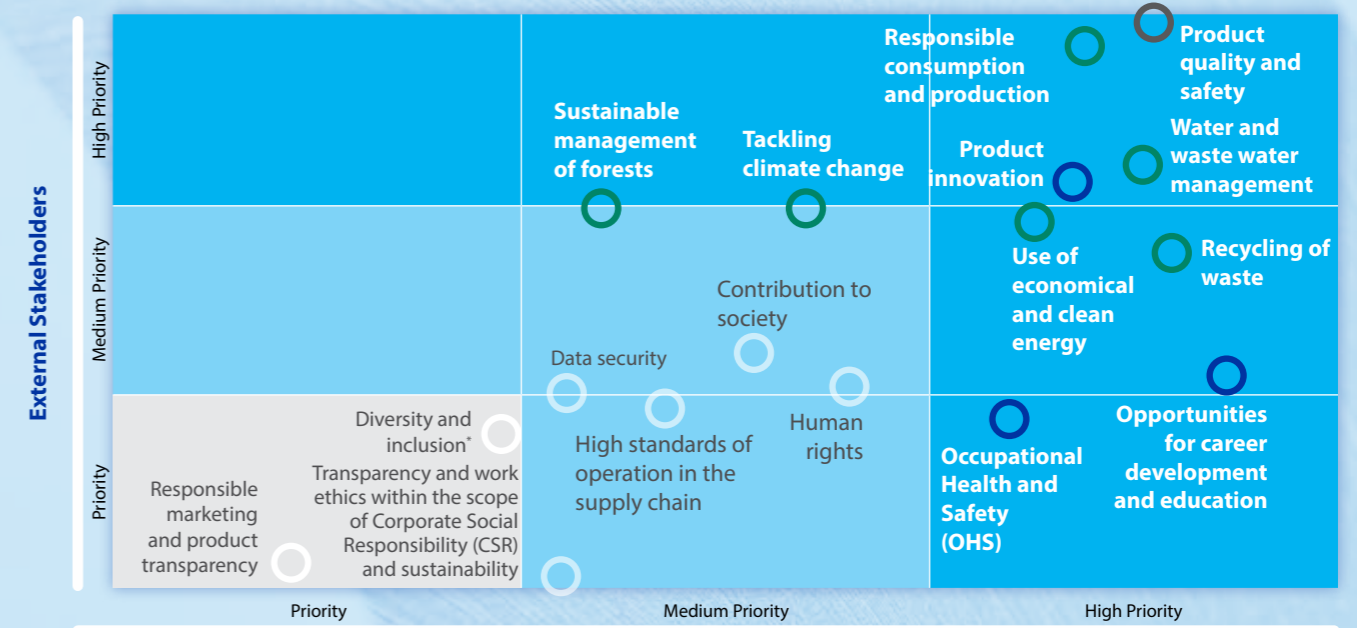 External Stakeholders
High Priority
Medium Priority
Priority
Responsible
consumption
and production
Product
quality and
safety
Sustainable
management
of forests
Tackling
climate change
Product
innovation
Water and
waste water
management
Use of
economical
and clean
energy
Recycling of
waste
Contribution to
society
Data security
High standards of
operation in the
supply chain
Human
rights
Opportunities
for career
development
and education
Occupational
Health and
Safety
(OHS)
Diversity and
inclusion*
Transparency and work
ethics within the scope
of Corporate Social
Responsibility (CSR)
and sustainability
Responsible
marketing
and product
transparency
Priority
Medium Priority
High Priority